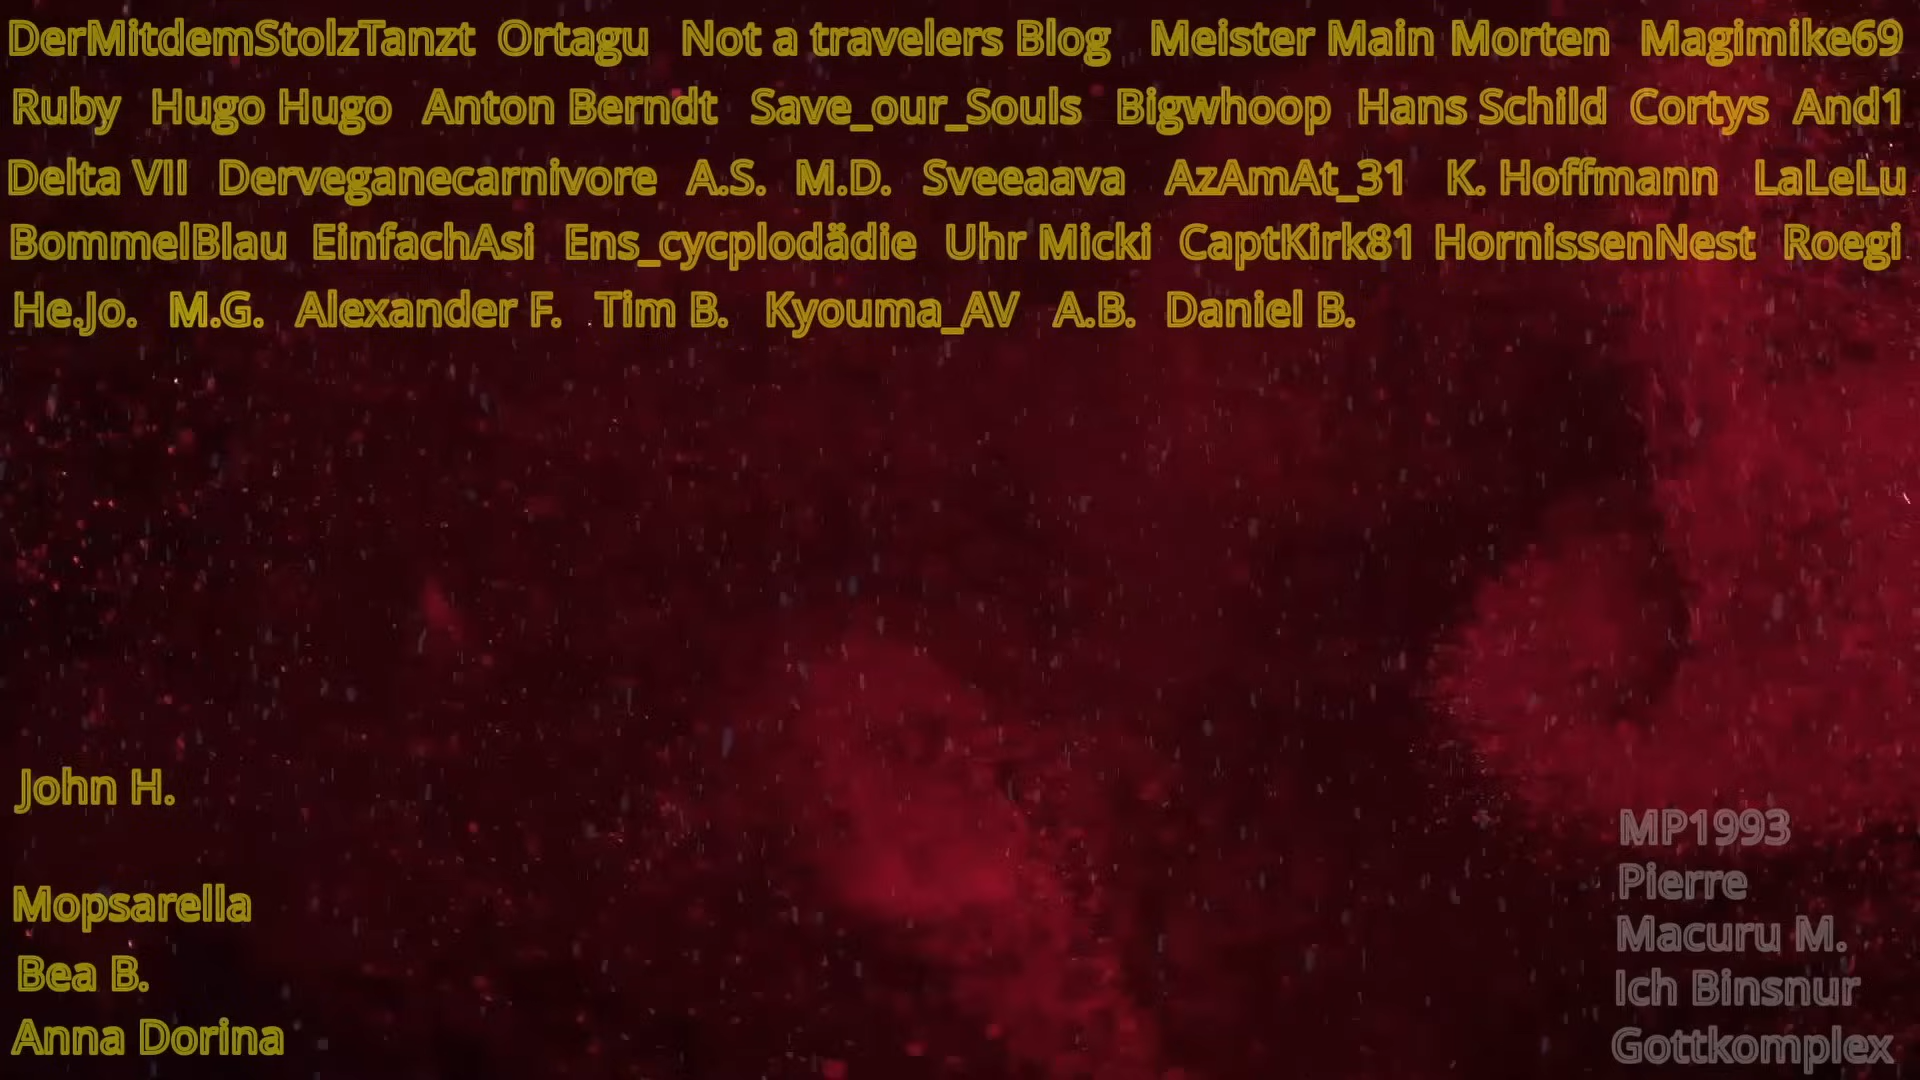 DerMitdemStolzTanzt Ortagu Not a travelers Blog Meister Main Morten Magimike69
Ruby Hugo Hugo Anton Berndt Save_our_Souls Bigwhoop Hans Schild Cortys And1
Delta VII Derveganecarnivore A.S. M.D. Sveeaava AzAmAt_31 K. Hoffmann LaLeLu
BommelBlau EinfachAsi Ens_cycplodädie Uhr Micki CaptKirk81 HornissenNest Roegi
He.Jo. M.G. Alexander F. Tim B. Kyouma_AV A.B. Daniel B.
John H.
Mopsarella
Bea B.
Anna Dorina
MP1993
Pierre
Macuru M.
Ich Binsnur
Gottkomplex